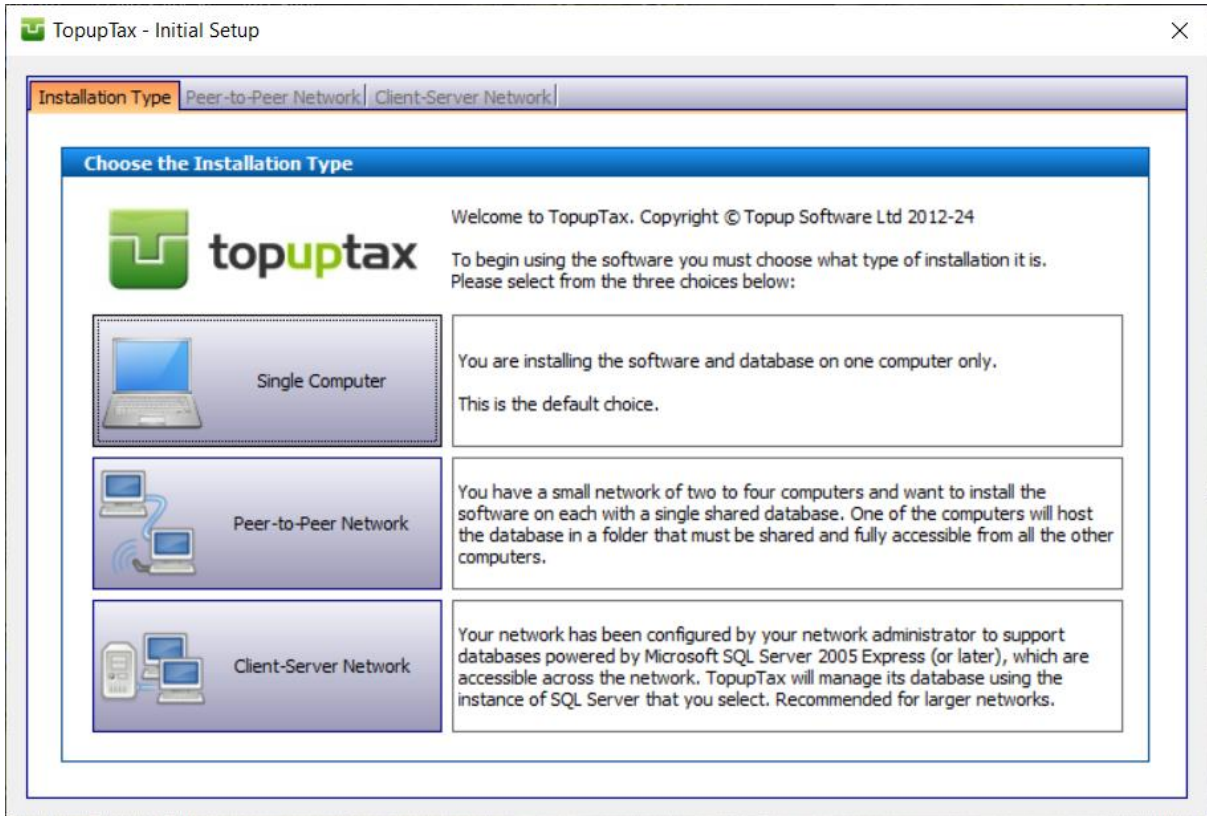 TopupTax - Initial Setup
Installation Type Peer-to-Peer Network Client-Server Network
Choose the Installation Type
topuptax
Welcome to TopupTax. Copyright © Topup Software Ltd 2012-24
To begin using the software you must choose what type of installation it is.
Please select from the three choices below:
Single Computer
You are installing the software and database on one computer only.
This is the default choice.
Peer-to-Peer Network
You have a small network of two to four computers and want to install the
software on each with a single shared database. One of the computers will host
the database in a folder that must be shared and fully accessible from all the other
computers.
Client-Server Network
Your network has been configured by your network administrator to support
databases powered by Microsoft SQL Server 2005 Express (or later), which are
accessible across the network. TopupTax will manage its database using the
instance of SQL Server that you select. Recommended for larger networks.